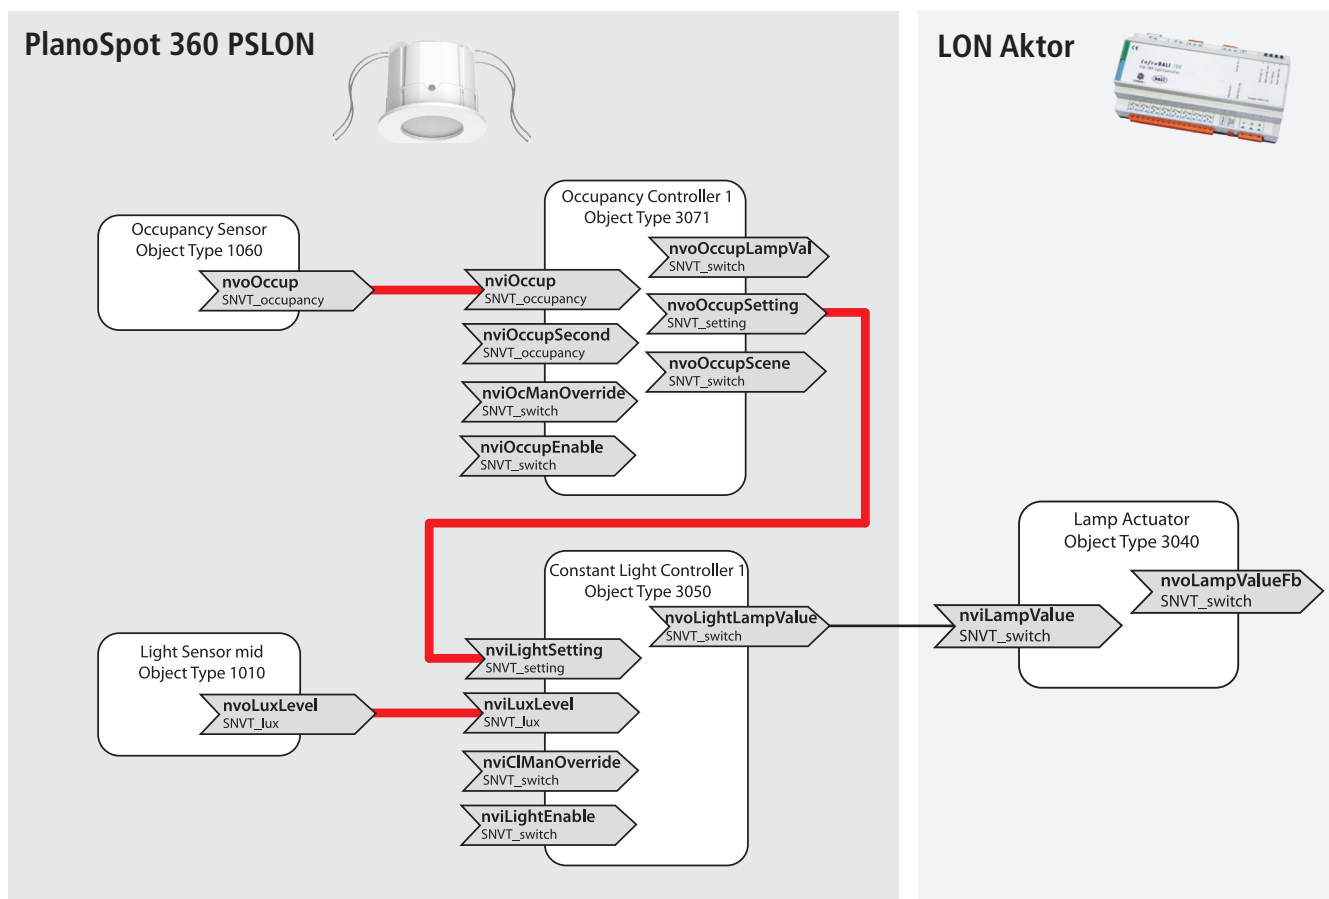 PlanoSpot 360 PSLON
LON Aktor
InfraDALI
DALI
Occupancy Sensor
Object Type 1060
nvoOccup
SNVT_occupancy
Occupancy Controller 1
Object Type 3071
nvoOccupLampVal
SNVT_switch
nviOccup
SNVT_occupancy
nvoOccupSetting
SNVT_setting
nviOccupSecond
SNVT_occupancy
nvoOccupScene
SNVT_switch
nviOcManOverride
SNVT_switch
nviOccupEnable
SNVT_switch
Constant Light Controller 1
Object Type 3050
nvoLightLampValue
SNVT_switch
nviLightSetting
SNVT_setting
Light Sensor mid
Object Type 1010
nvoLuxLevel
SNVT_lux
nviLuxLevel
SNVT_lux
nviClManOverride
SNVT_switch
nviLightEnable
SNVT_switch
Lamp Actuator
Object Type 3040
nvoLampValueFb
SNVT_switch
nviLampValue
SNVT_switch